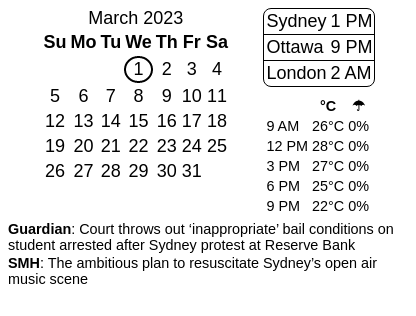 March 2023
Su Mo Tu We Th Fr Sa
1 2 3 4
5 6 7 8 9 10 11
12 13 14 15 16 17 18
19 20 21 22 23 24 25
26 27 28 29 30 31
Sydney 1 PM
Ottawa 9 PM
London 2 AM
°C ☂
9 AM 26°C 0%
12 PM 28°C 0%
3 PM 27°C 0%
6 PM 25°C 0%
9 PM 22°C 0%
Guardian: Court throws out ‘inappropriate’ bail conditions on
student arrested after Sydney protest at Reserve Bank
SMH: The ambitious plan to resuscitate Sydney’s open air
music scene